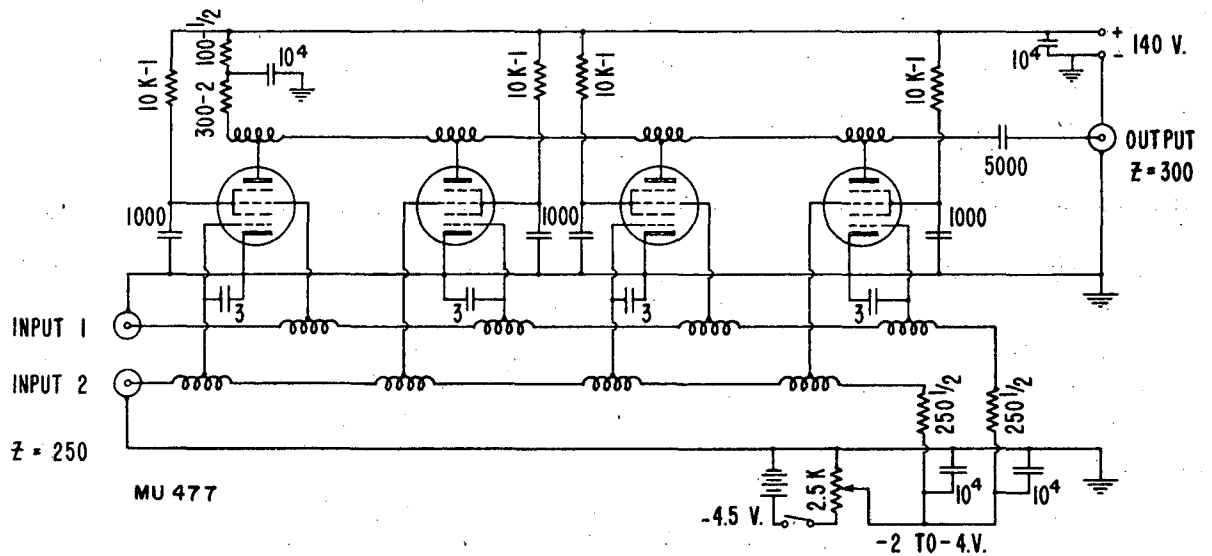 10 K-1
100-1/2
300-2
10⁴
10 K-1
10 K-1
10 K-1
10⁴
+
-
140 V.
OUTPUT
Z = 300
5000
1000
1000
1000
3
3
3
3
INPUT 1
INPUT 2
Z = 250
250 1/2
250 1/2
MU 477
-4.5 V.
2.5 K
10⁴
10⁴
-2 TO -4.V.